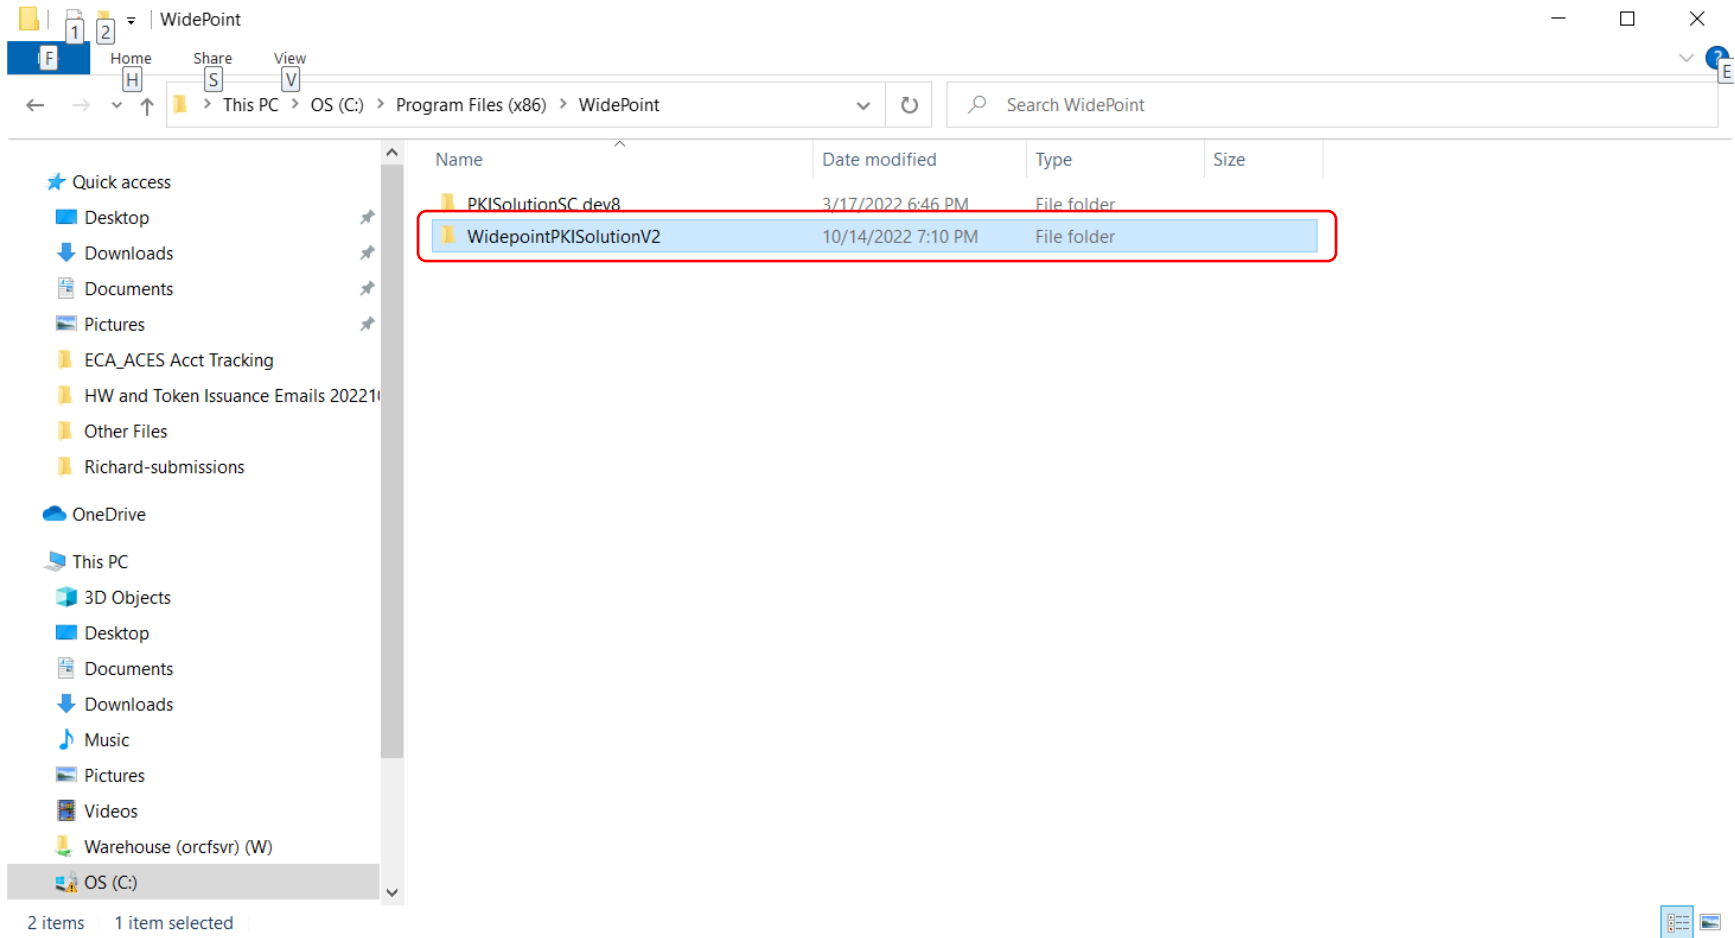 WidePoint
1
2
F
Home
Share
View
H
S
V
?
E
This PC > OS (C:) > Program Files (x86) > WidePoint
Search WidePoint
Name
Date modified
Type
Size
Quick access
Desktop
Downloads
Documents
Pictures
ECA_ACES Acct Tracking
HW and Token Issuance Emails 20221
Other Files
Richard-submissions
OneDrive
This PC
3D Objects
Desktop
Documents
Downloads
Music
Pictures
Videos
Warehouse (orcfsvr) (W)
OS (C:)
PKISolutionSC dev8 3/17/2022 6:46 PM File folder
WidepointPKISolutionV2 10/14/2022 7:10 PM File folder
2 items 1 item selected